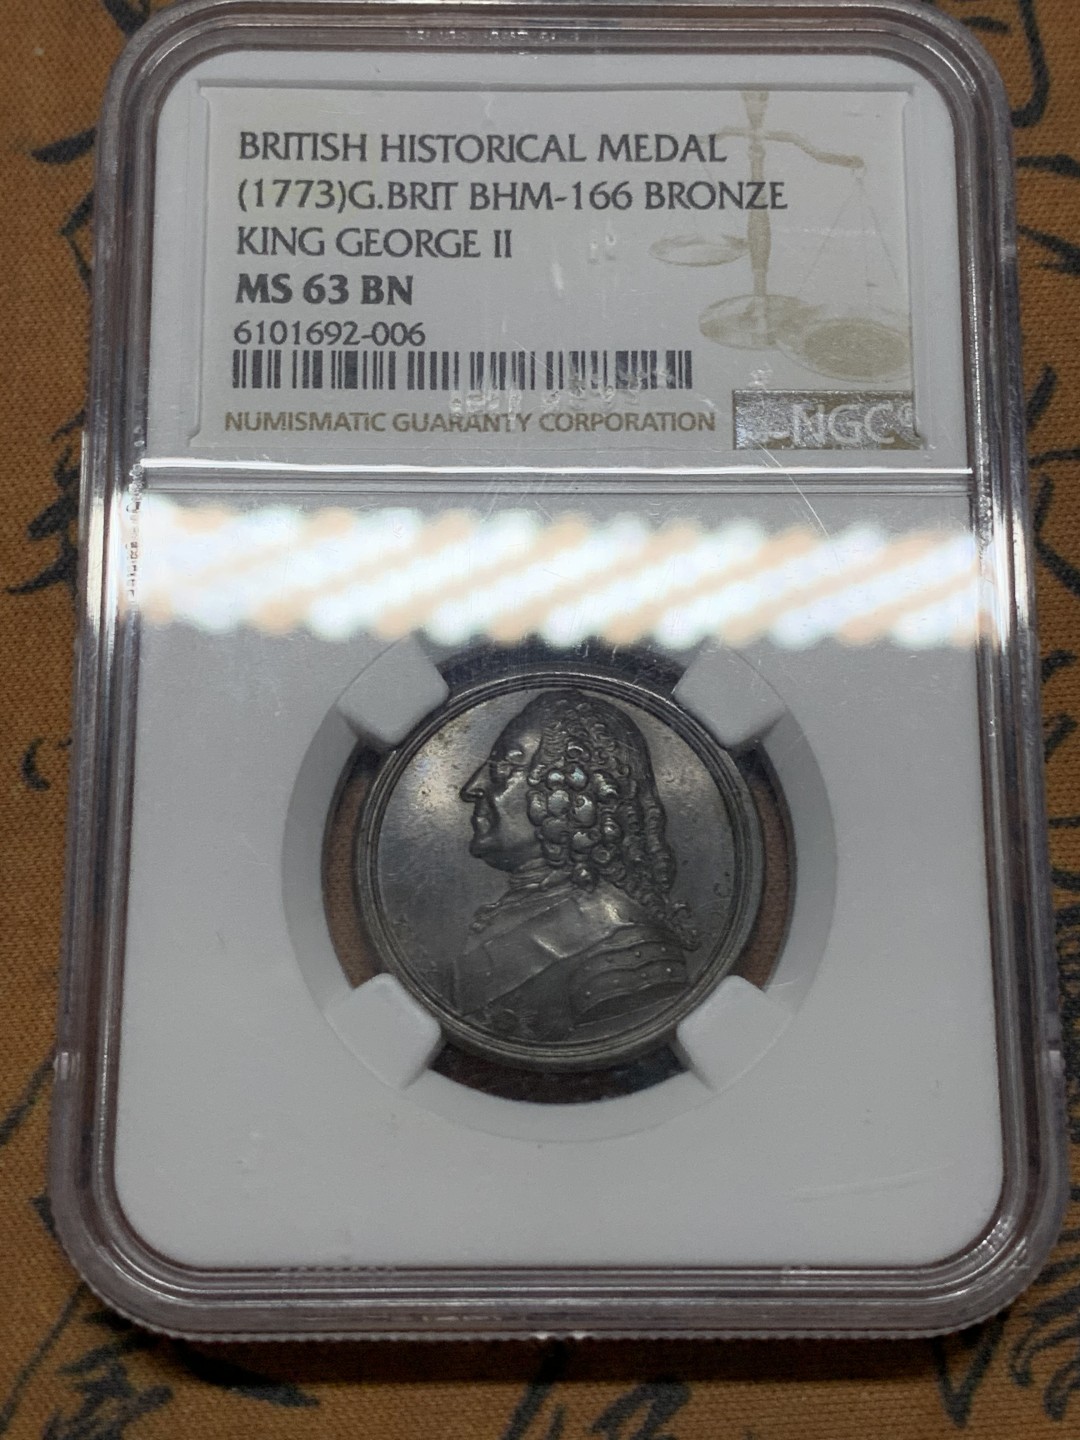 BRITISH HISTORICAL MEDAL
(1773)G.BRIT BHM-166 BRONZE
KING GEORGE II
MS 63 BN
6101692-006
NUMISMATIC GUARANTY CORPORATION
NGC